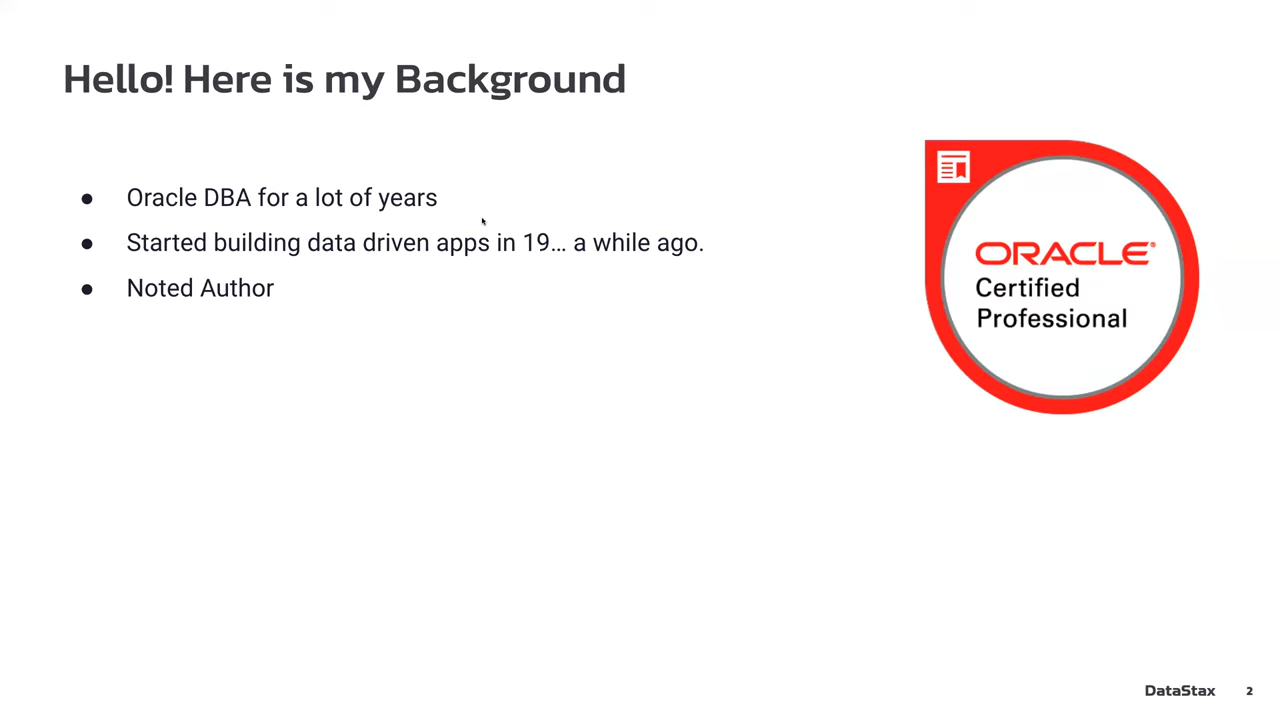 Hello! Here is my Background
● Oracle DBA for a lot of years
● Started building data driven apps in 19… a while ago.
● Noted Author
ORACLE®
Certified
Professional
DataStax 2